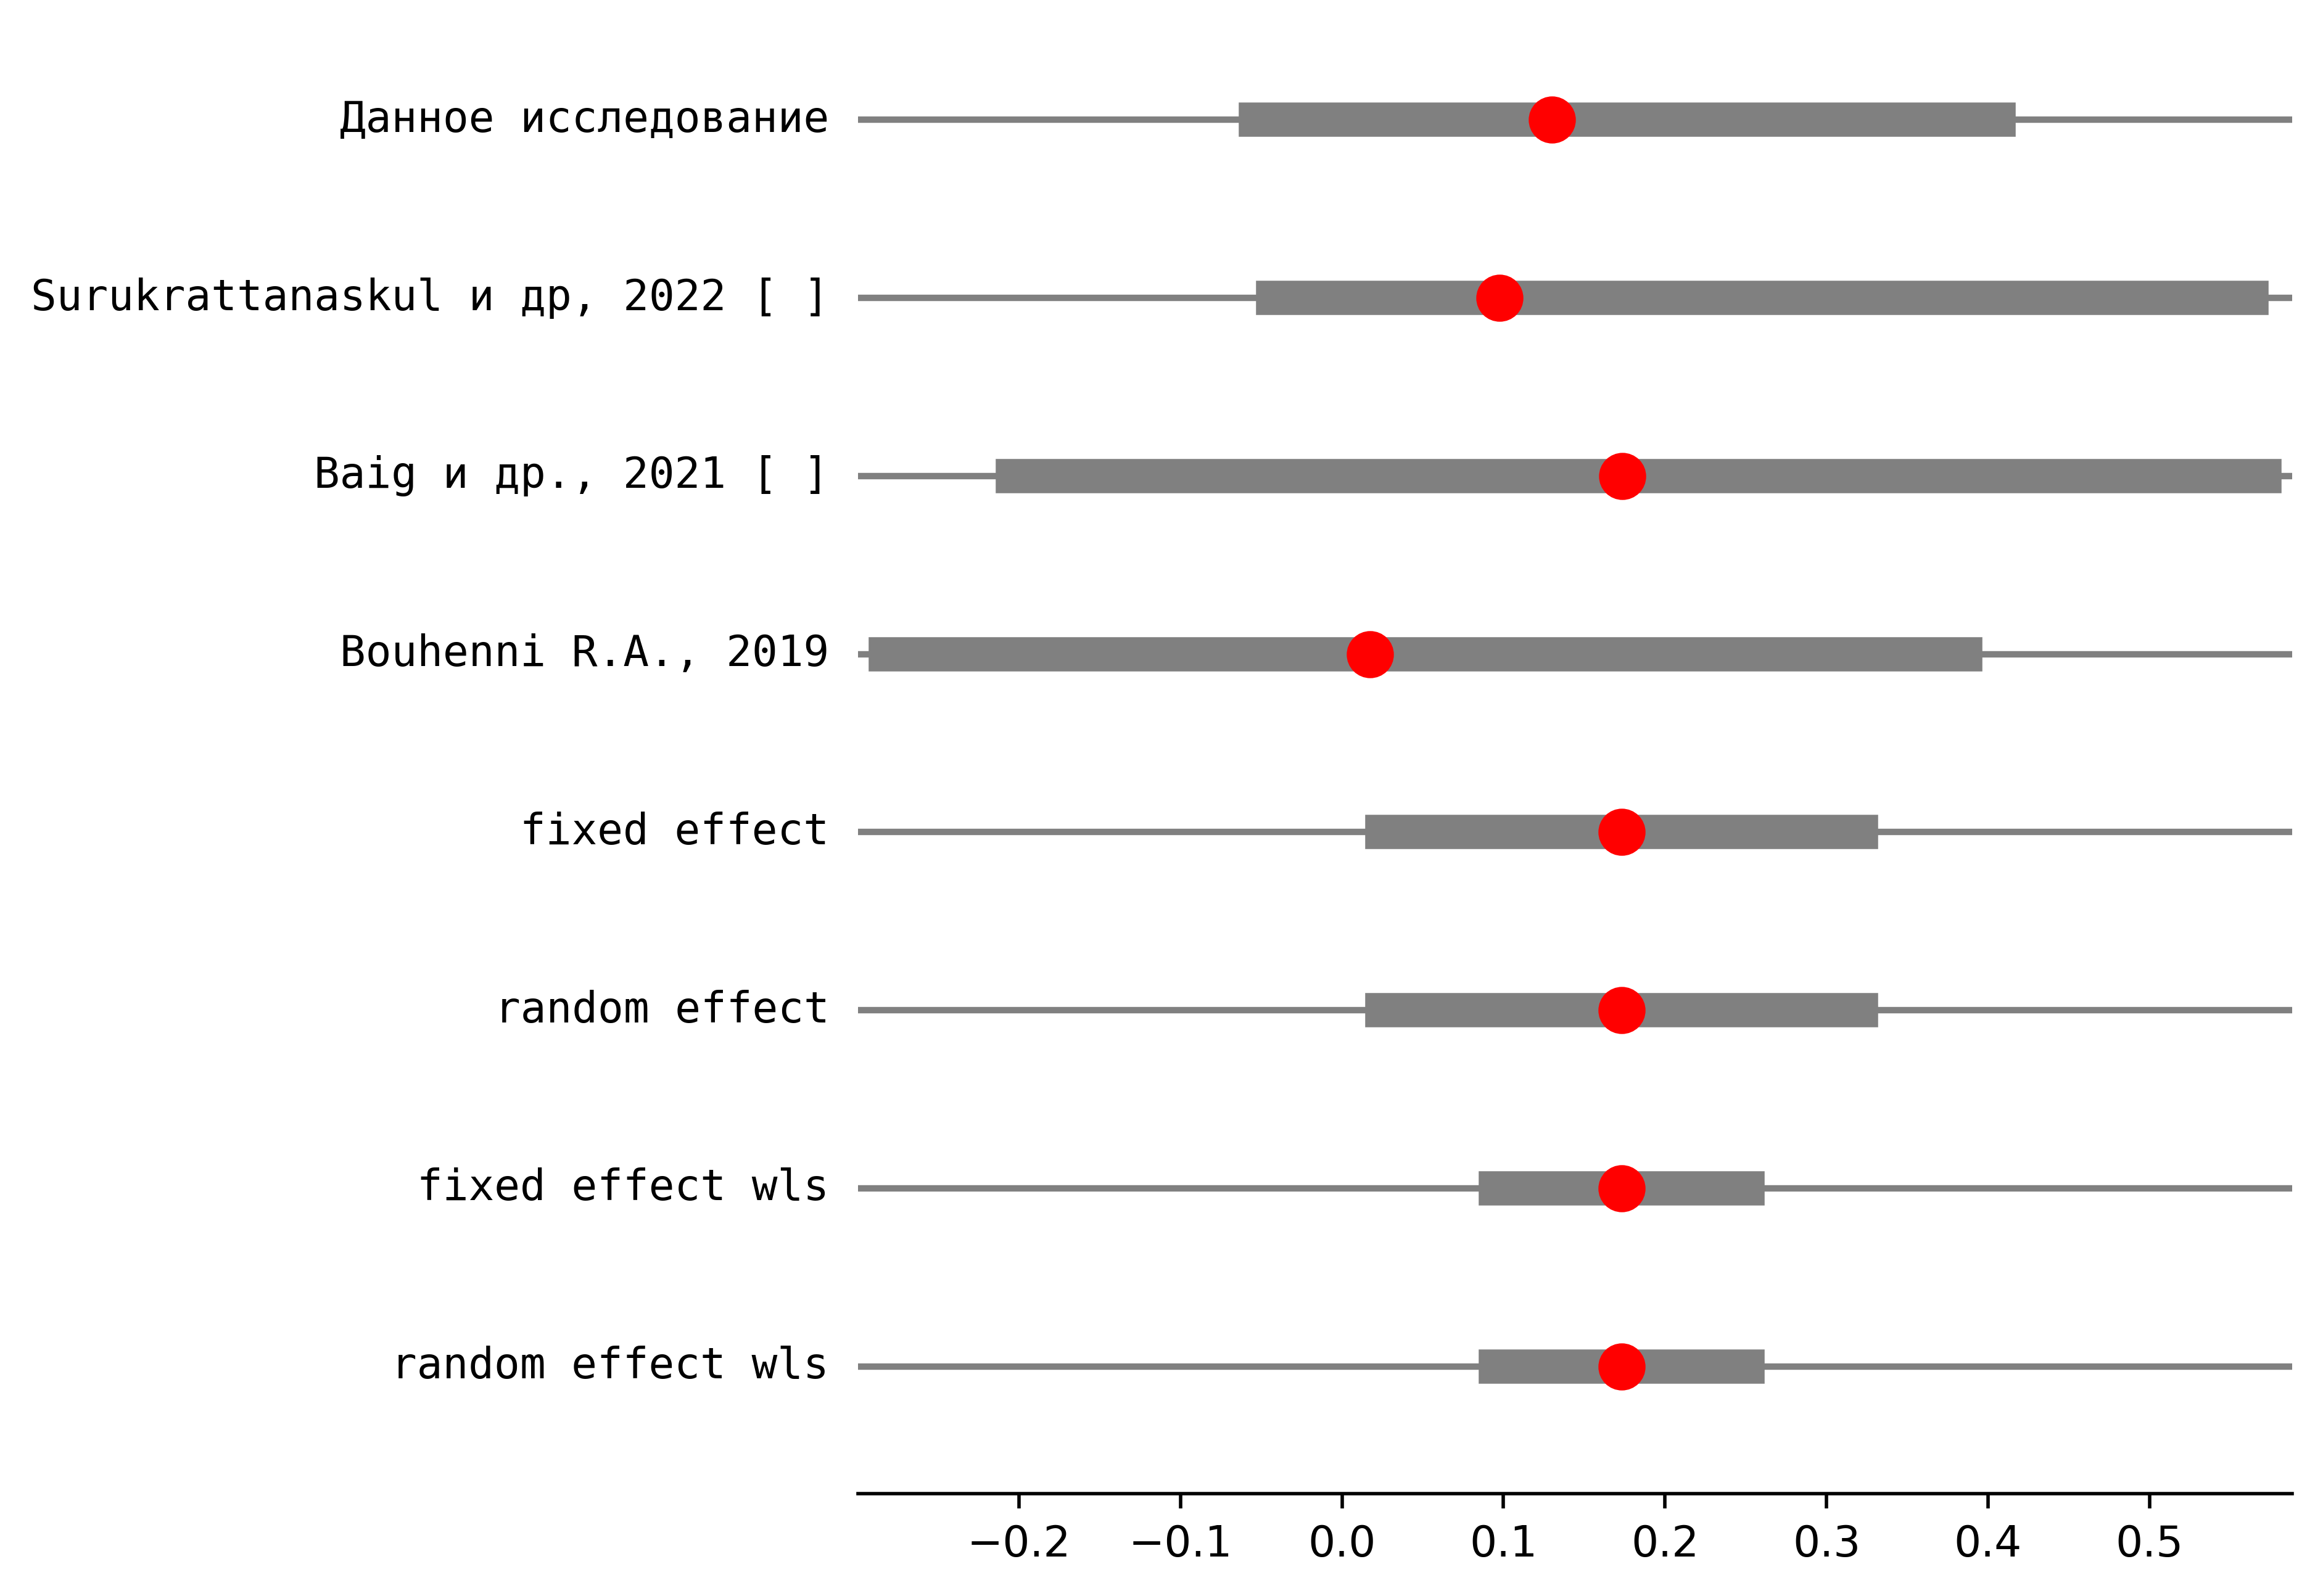 Данное исследование
Surukrattanaskul и др, 2022 [ ]
Baig и др., 2021 [ ]
Bouhenni R.A., 2019
fixed effect
random effect
fixed effect wls
random effect wls
−0.2 −0.1 0.0 0.1 0.2 0.3 0.4 0.5